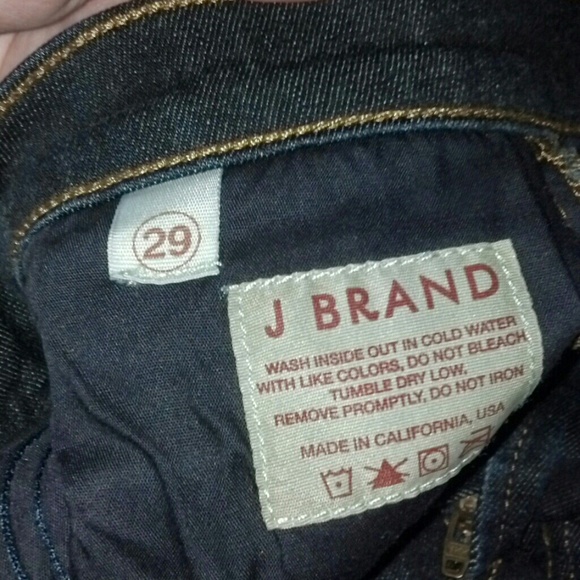 29
J BRAND
WASH INSIDE OUT IN COLD WATER
WITH LIKE COLORS, DO NOT BLEACH
TUMBLE DRY LOW.
REMOVE PROMPTLY. DO NOT IRON
MADE IN CALIFORNIA, USA